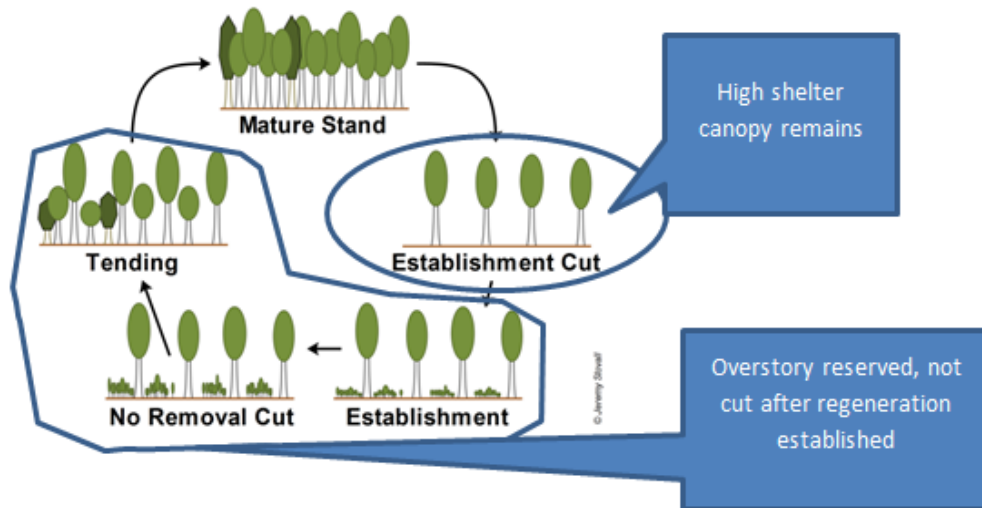 Mature Stand
High shelter
canopy remains
Establishment Cut
Tending
No Removal Cut
Establishment
© Jeremy Stovall
Overstory reserved, not
cut after regeneration
established